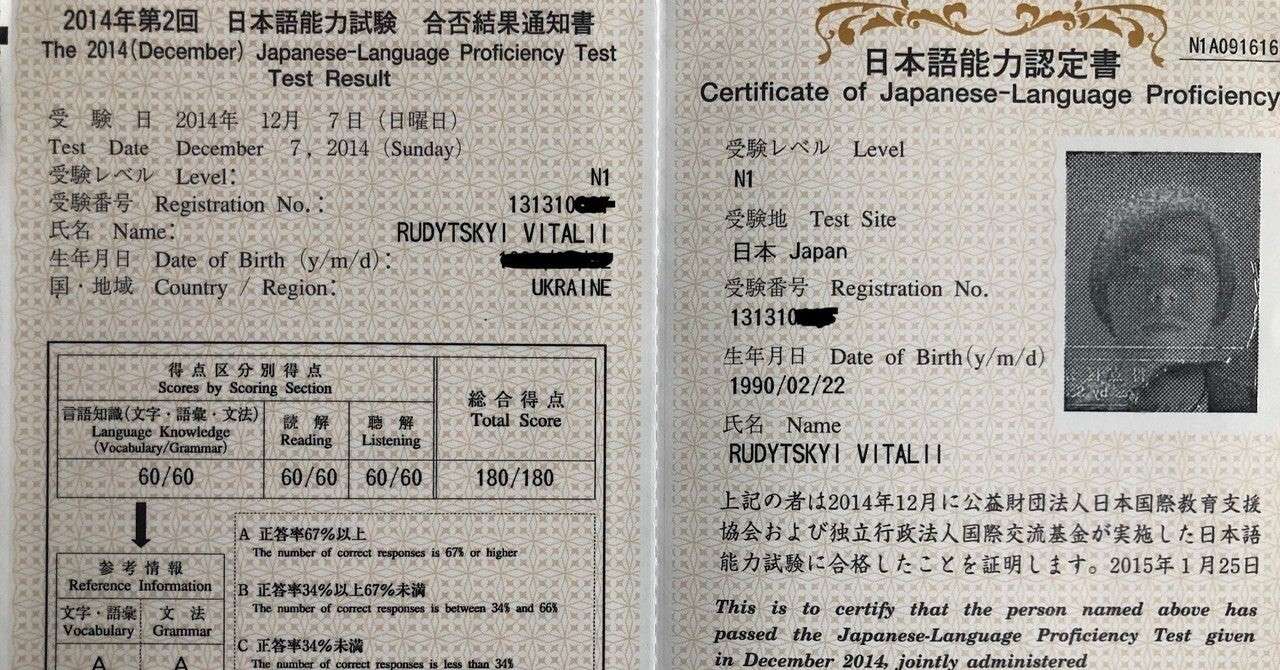 2014年第2回 日本語能力試験 合否結果通知書
The 2014(December) Japanese-Language Proficiency Test
Test Result
受験日 2014年 12月 7日 (日曜日)
Test Date December 7, 2014 (Sunday)
受験レベル Level: N1
受験番号 Registration No.: 131310
氏名 Name: RUDYTSKYI VITALII
生年月日 Date of Birth (y/m/d):
国・地域 Country / Region: UKRAINE
得点区分別得点
Scores by Scoring Section
総合得点
Total Score
言語知識(文字・語彙・文法)
Language Knowledge
(Vocabulary/Grammar)
読解
Reading
聴解
Listening
60/60 60/60 60/60 180/180
参考情報
Reference Information
文字・語彙
Vocabulary
文法
Grammar
A A
A 正答率67%以上
The number of correct responses is 67% or higher
B 正答率34%以上67%未満
The number of correct responses is between 34% and 66%
C 正答率34%未満
The number of correct responses is less than 34%
N1A091616
日本語能力認定書
Certificate of Japanese-Language Proficiency
受験レベル Level
N1
受験地 Test Site
日本 Japan
受験番号 Registration No.
131310
生年月日 Date of Birth(y/m/d)
1990/02/22
氏名 Name
RUDYTSKYI VITALII
上記の者は2014年12月に公益財団法人日本国際教育支援
協会および独立行政法人国際交流基金が実施した日本語
能力試験に合格したことを証明します。2015年1月25日
This is to certify that the person named above has
passed the Japanese-Language Proficiency Test given
in December 2014, jointly administered